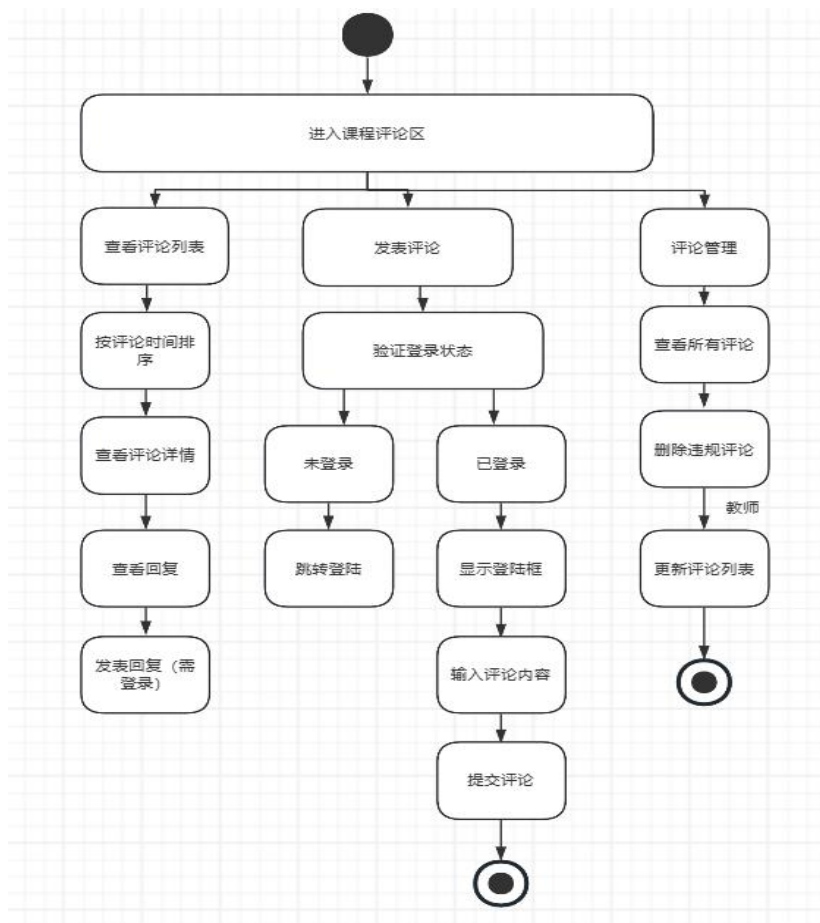 进入课程评论区
查看评论列表
发表评论
评论管理
按评论时间排
序
验证登录状态
查看所有评论
查看评论详情
未登录
已登录
删除违规评论
教师
查看回复
跳转登陆
显示登陆框
更新评论列表
发表回复（需
登录）
输入评论内容
提交评论